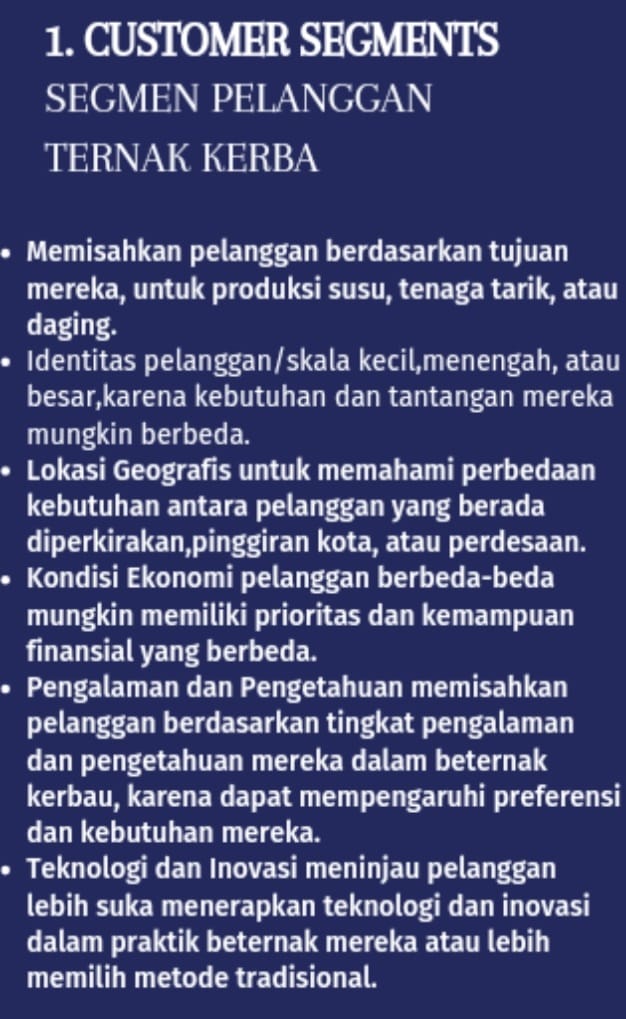 1. CUSTOMER SEGMENTS
SEGMEN PELANGGAN
TERNAK KERBA
• Memisahkan pelanggan berdasarkan tujuan
mereka, untuk produksi susu, tenaga tarik, atau
daging.
• Identitas pelanggan/skala kecil,menengah, atau
besar,karena kebutuhan dan tantangan mereka
mungkin berbeda.
• Lokasi Geografis untuk memahami perbedaan
kebutuhan antara pelanggan yang berada
diperkirakan,pinggiran kota, atau perdesaan.
• Kondisi Ekonomi pelanggan berbeda-beda
mungkin memiliki prioritas dan kemampuan
finansial yang berbeda.
• Pengalaman dan Pengetahuan memisahkan
pelanggan berdasarkan tingkat pengalaman
dan pengetahuan mereka dalam beternak
kerbau, karena dapat mempengaruhi preferensi
dan kebutuhan mereka.
• Teknologi dan Inovasi meninjau pelanggan
lebih suka menerapkan teknologi dan inovasi
dalam praktik beternak mereka atau lebih
memilih metode tradisional.